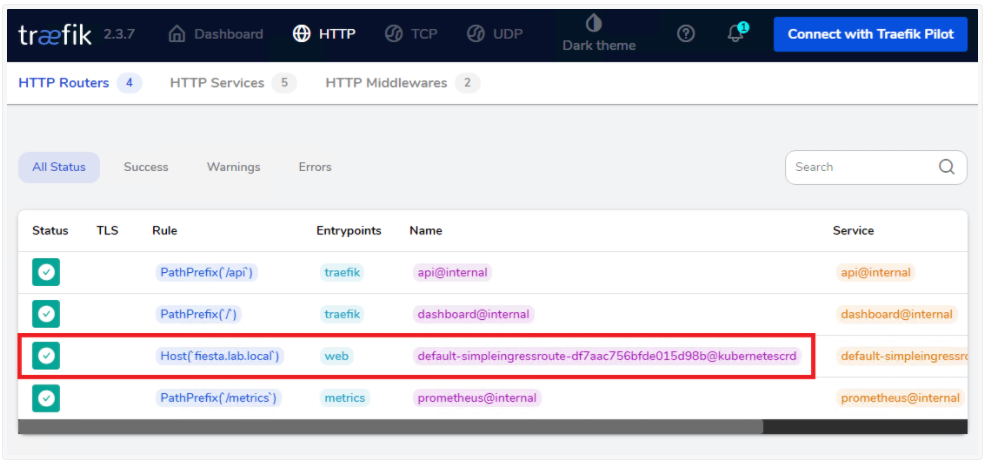 træfik 2.3.7 Dashboard HTTP TCP UDP Dark theme Connect with Traefik Pilot
HTTP Routers 4 HTTP Services 5 HTTP Middlewares 2
All Status Success Warnings Errors Search
Status TLS Rule Entrypoints Name Service
PathPrefix(`/api`) traefik api@internal api@internal
PathPrefix(`/`) traefik dashboard@internal dashboard@internal
Host(`fiesta.lab.local`) web default-simpleingressroute-df7aac756bfde015d98b@kubernetescrd default-simpleingressro
PathPrefix(`/metrics`) metrics prometheus@internal prometheus@internal